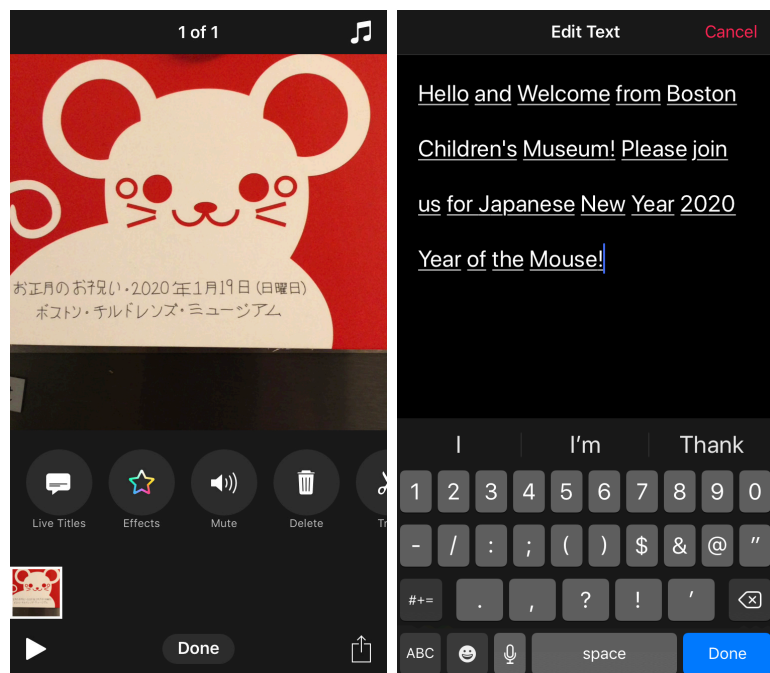 1 of 1
お正月のお祝い・2020年1月19日(日曜日)
ボストン・チルドレンズ・ミュージアム
Live Titles
Effects
Mute
Delete
Tr
Done
Edit Text
Cancel
Hello and Welcome from Boston
Children's Museum! Please join
us for Japanese New Year 2020
Year of the Mouse!
I
I'm
Thank
1 2 3 4 5 6 7 8 9 0
- / : ; ( ) $ & @ "
#+= . , ? ! '
ABC space Done